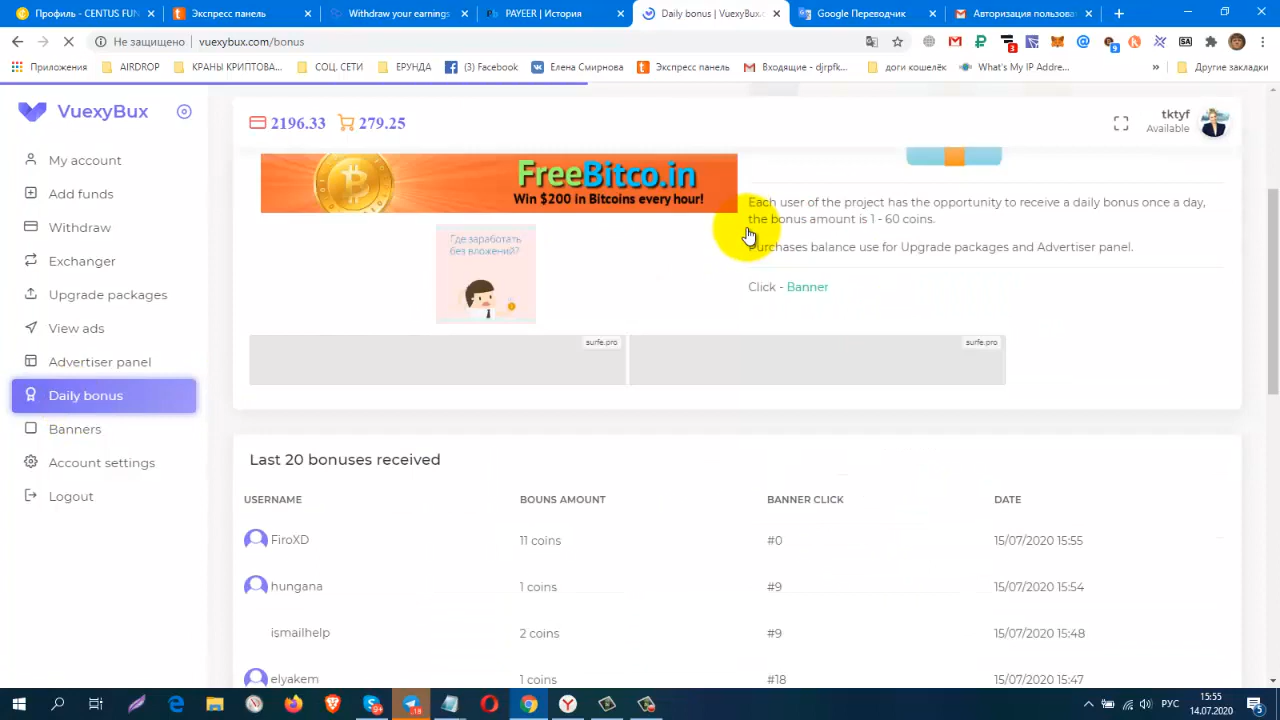 Профиль - CENTUS FUN
Экспресс панель
Withdraw your earnings
PAYEER | История
Daily bonus | VuexyBux.c
Google Переводчик
Авторизация пользова
Не защищено | vuexybux.com/bonus
Приложения
AIRDROP
КРАНЫ КРИПТОВА...
СОЦ. СЕТИ
ЕРУНДА
(3) Facebook
Елена Смирнова
Экспресс панель
Входящие – djrpfk...
доги кошелёк
What's My IP Addre...
»
Другие закладки
VuexyBux
My account
Add funds
Withdraw
Exchanger
Upgrade packages
View ads
Advertiser panel
Daily bonus
Banners
Account settings
Logout
2196.33 279.25
tktyf
Available
FreeBitco.in
Win $200 in Bitcoins every hour!
Где заработать
без вложений?
surfe.pro
surfe.pro
Each user of the project has the opportunity to receive a daily bonus once a day,
the bonus amount is 1 - 60 coins.
Purchases balance use for Upgrade packages and Advertiser panel.
Click - Banner
Last 20 bonuses received
USERNAME BOUNS AMOUNT BANNER CLICK DATE
FiroXD 11 coins #0 15/07/2020 15:55
hungana 1 coins #9 15/07/2020 15:54
ismailhelp 2 coins #9 15/07/2020 15:48
elyakem 1 coins #18 15/07/2020 15:47
РУС
15:55
14.07.2020